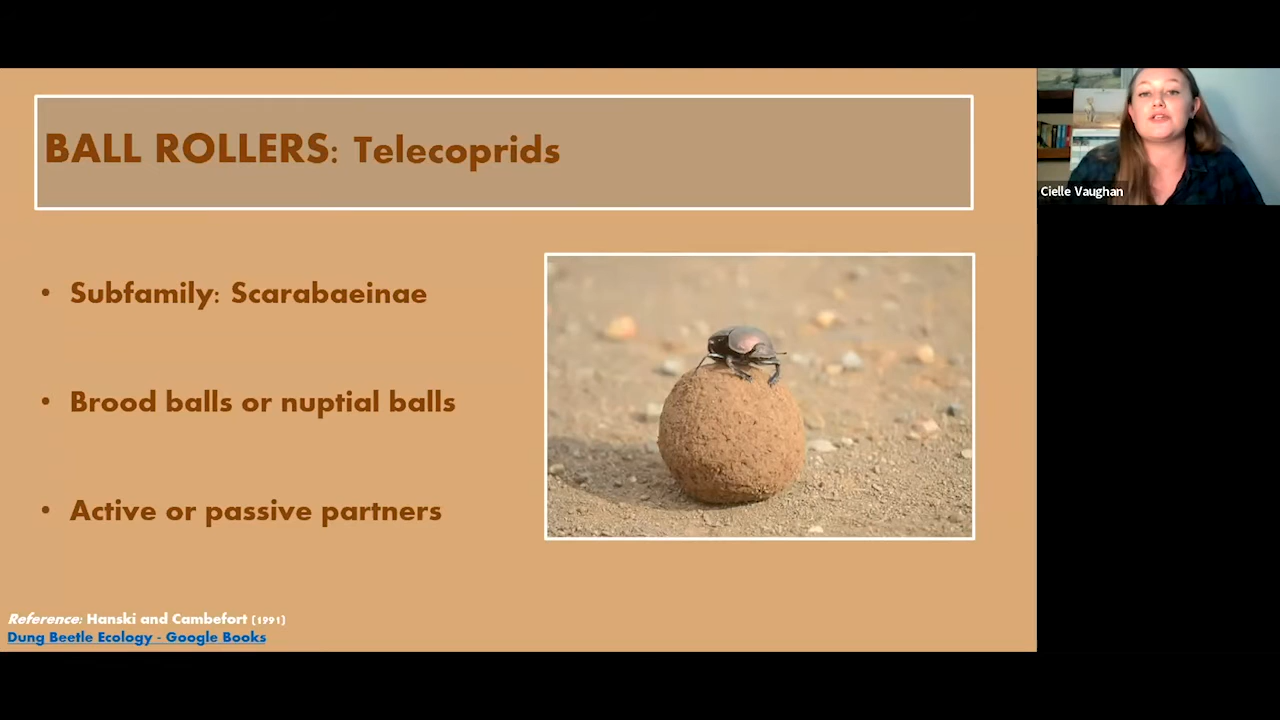 BALL ROLLERS: Telecoprids
Cielle Vaughan
• Subfamily: Scarabaeinae
• Brood balls or nuptial balls
• Active or passive partners
Reference: Hanski and Cambefort (1991)
Dung Beetle Ecology - Google Books